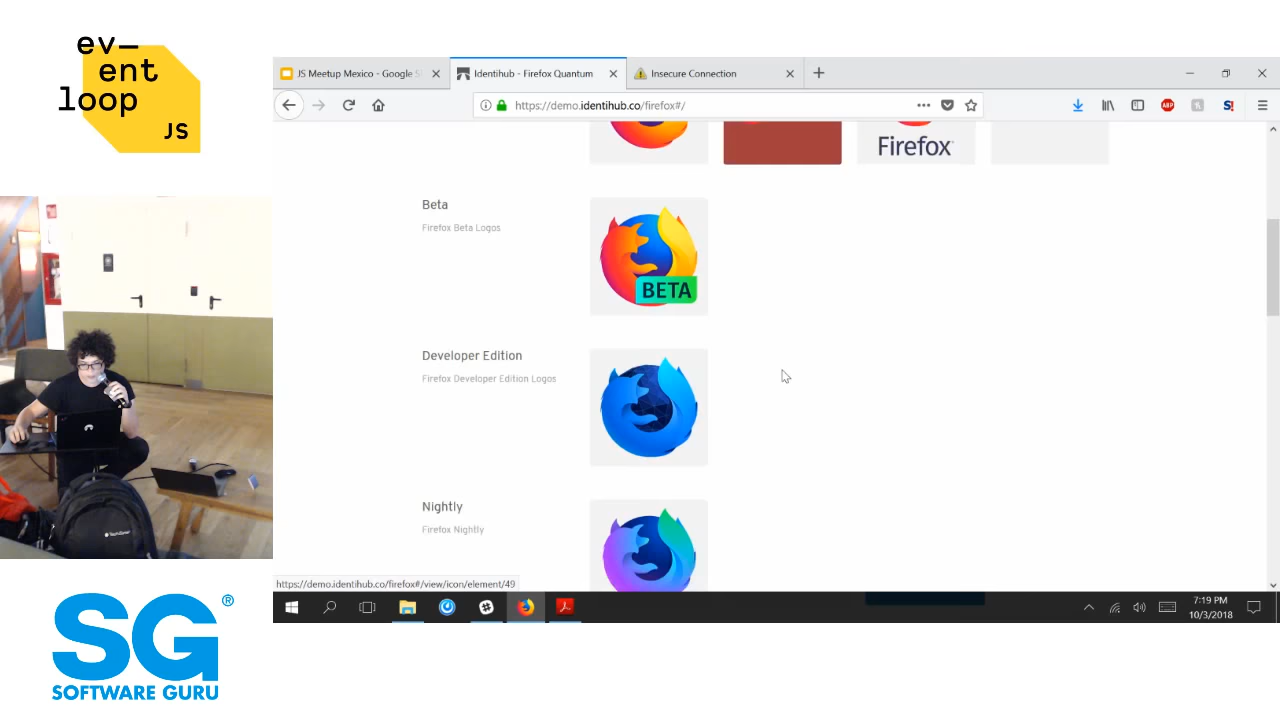 ev—
ent
loop
JS
JS Meetup Mexico - Google S
Identihub - Firefox Quantum
Insecure Connection
https://demo.identihub.co/firefox#/
ABP
S!
Firefox
Beta
Firefox Beta Logos
BETA
Developer Edition
Firefox Developer Edition Logos
Nightly
Firefox Nightly
https://demo.identihub.co/firefox#/view/icon/element/49
7:19 PM
10/3/2018
SG®
SOFTWARE GURU